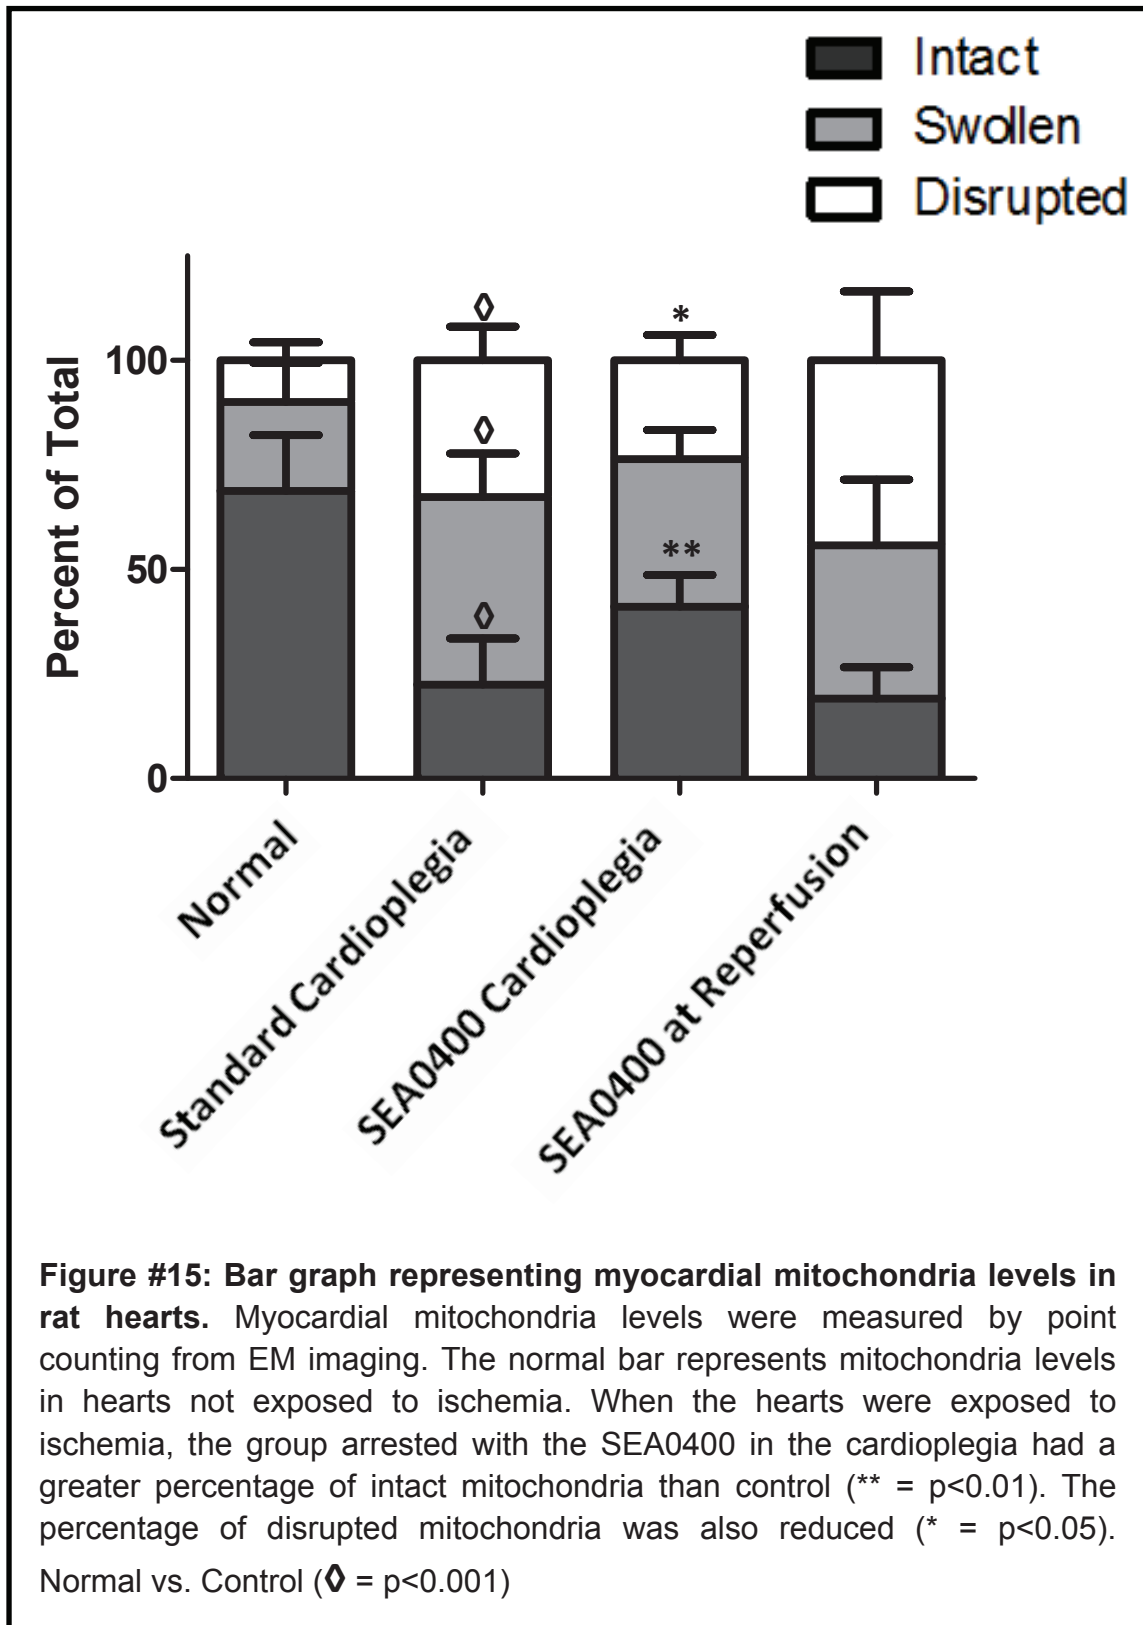 Intact
Swollen
Disrupted
Percent of Total
100
50
0
◊
◊
◊
*
**
Normal
Standard Cardioplegia
SEA0400 Cardioplegia
SEA0400 at Reperfusion
Figure #15: Bar graph representing myocardial mitochondria levels in
rat hearts. Myocardial mitochondria levels were measured by point
counting from EM imaging. The normal bar represents mitochondria levels
in hearts not exposed to ischemia. When the hearts were exposed to
ischemia, the group arrested with the SEA0400 in the cardioplegia had a
greater percentage of intact mitochondria than control (** = p<0.01). The
percentage of disrupted mitochondria was also reduced (* = p<0.05).
Normal vs. Control (◊ = p<0.001)